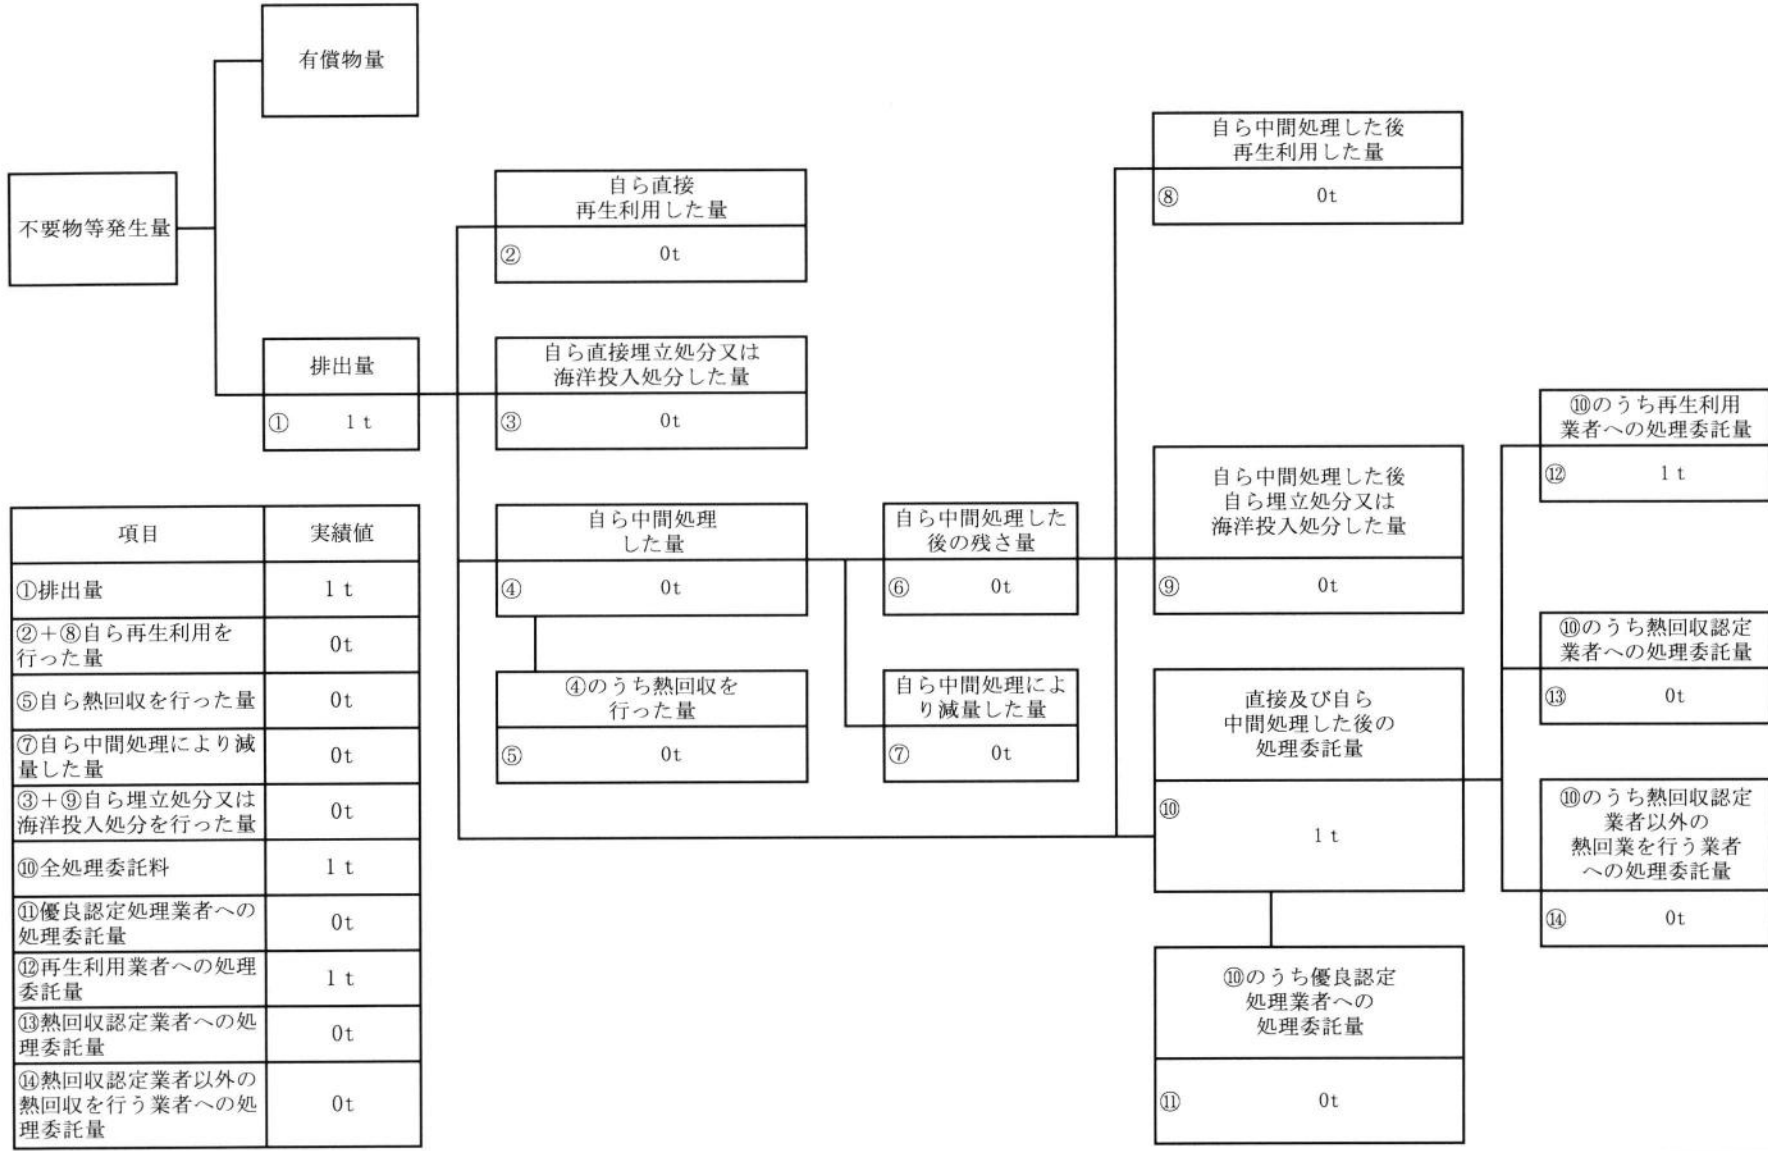 有償物量
不要物等発生量
排出量
① 1 t
自ら直接
再生利用した量
② 0t
自ら直接埋立処分又は
海洋投入処分した量
③ 0t
自ら中間処理
した量
④ 0t
④のうち熱回収を
行った量
⑤ 0t
自ら中間処理した
後の残さ量
⑥ 0t
自ら中間処理によ
り減量した量
⑦ 0t
自ら中間処理した後
再生利用した量
⑧ 0t
自ら中間処理した後
自ら埋立処分又は
海洋投入処分した量
⑨ 0t
直接及び自ら
中間処理した後の
処理委託量
⑩
1 t
⑩のうち優良認定
処理業者への
処理委託量
⑪ 0t
⑩のうち再生利用
業者への処理委託量
⑫ 1 t
⑩のうち熱回収認定
業者への処理委託量
⑬ 0t
⑩のうち熱回収認定
業者以外の
熱回業を行う業者
への処理委託量
⑭ 0t
項目 実績値
①排出量 1 t
②＋⑧自ら再生利用を
行った量 0t
⑤自ら熱回収を行った量 0t
⑦自ら中間処理により減
量した量 0t
③＋⑨自ら埋立処分又は
海洋投入処分を行った量 0t
⑩全処理委託料 1 t
⑪優良認定処理業者への
処理委託量 0t
⑫再生利用業者への処理
委託量 1 t
⑬熱回収認定業者への処
理委託量 0t
⑭熱回収認定業者以外の
熱回収を行う業者への処
理委託量 0t